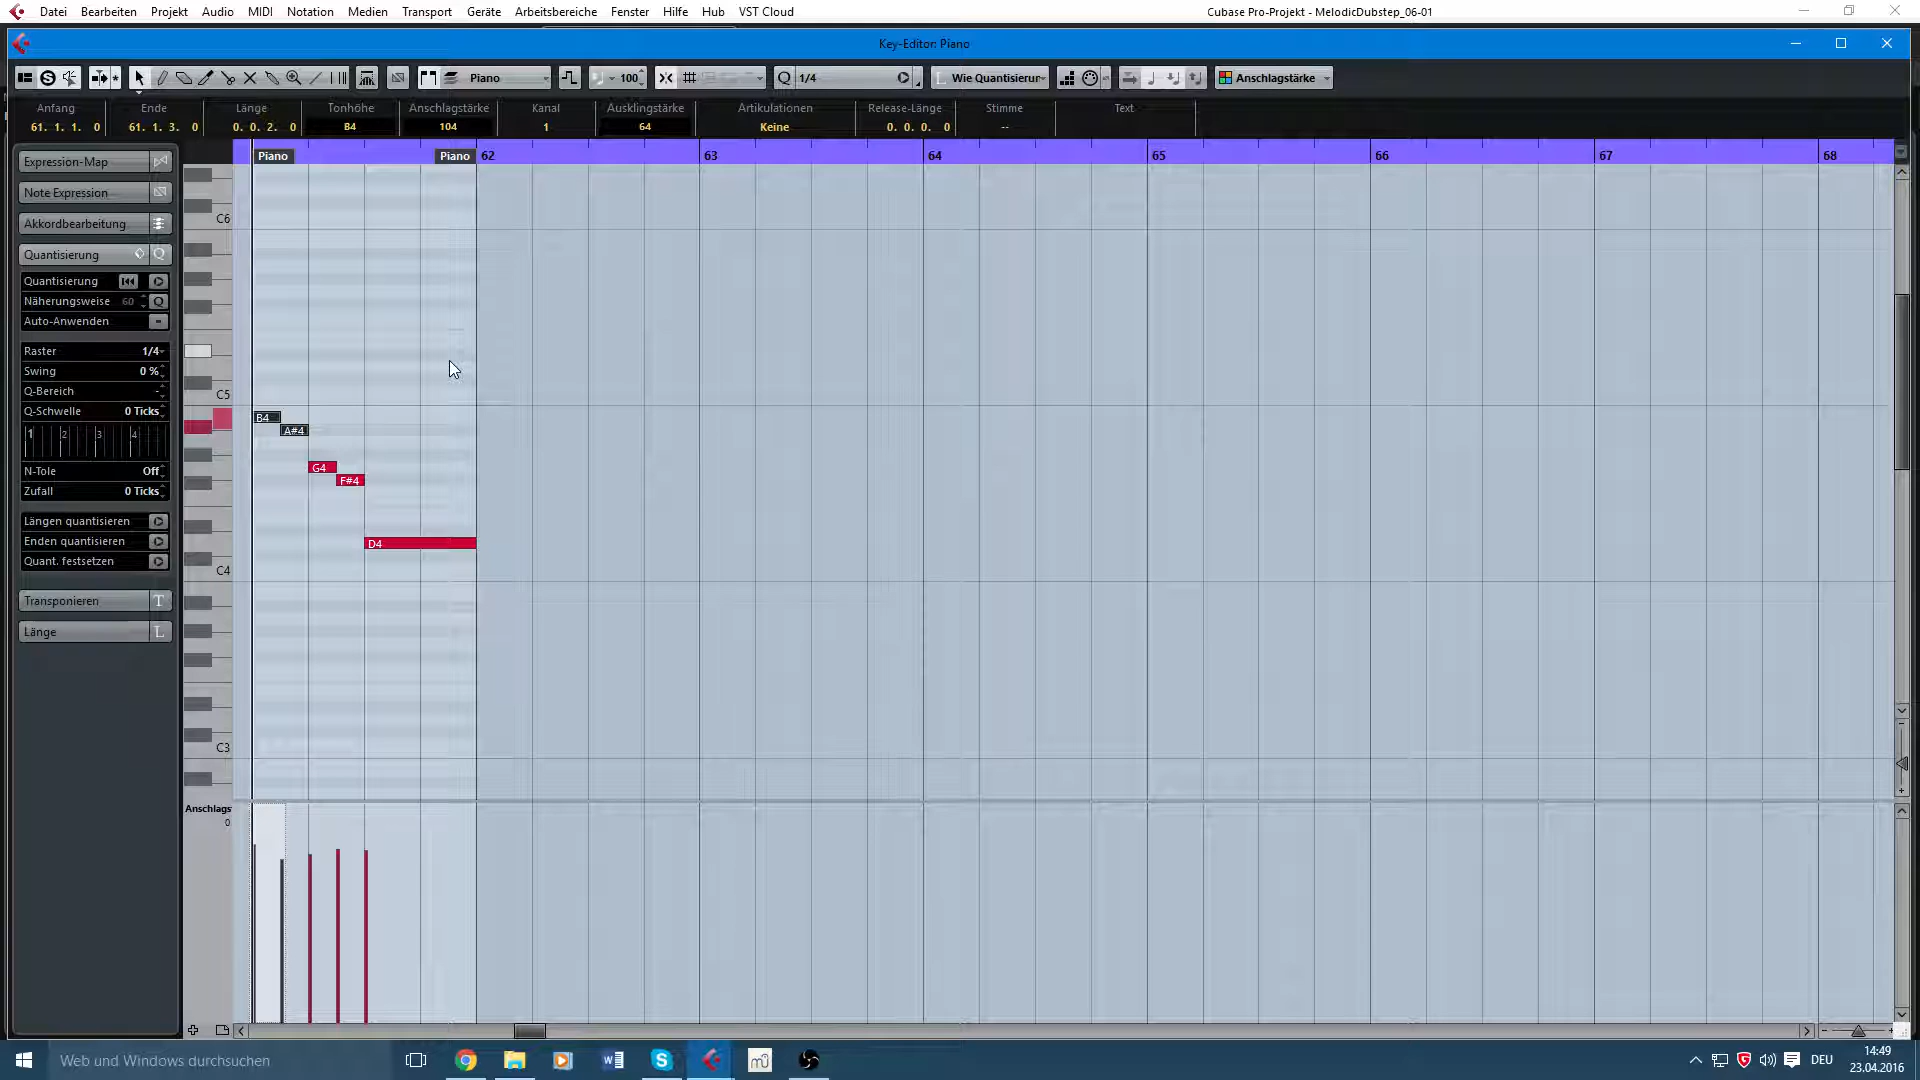 Datei Bearbeiten Projekt Audio MIDI Notation Medien Transport Geräte Arbeitsbereiche Fenster Hilfe Hub VST Cloud Cubase Pro-Projekt - MelodicDubstep_06-01
Key-Editor: Piano
Piano 100 Q 1/4 Wie Quantisierun Anschlagstärke
Anfang Ende Länge Tonhöhe Anschlagstärke Kanal Ausklingstärke Artikulationen Release-Länge Stimme Text
61. 1. 1. 0 61. 1. 3. 0 0. 0. 2. 0 B4 104 1 64 Keine 0. 0. 0. 0 --
Piano Piano 62 63 64 65 66 67 68
Expression-Map
Note Expression
Akkordbearbeitung
Quantisierung Q
Quantisierung
Näherungsweise 60 Q
Auto-Anwenden
Raster 1/4
Swing 0 %
Q-Bereich -
Q-Schwelle 0 Ticks
1 2 3 4
N-Tole Off
Zufall 0 Ticks
Längen quantisieren
Enden quantisieren
Quant. festsetzen
Transponieren T
Länge L
C6
C5
C4
C3
B4
A#4
G4
F#4
D4
Anschlags
0
Web und Windows durchsuchen
DEU
14:49
23.04.2016